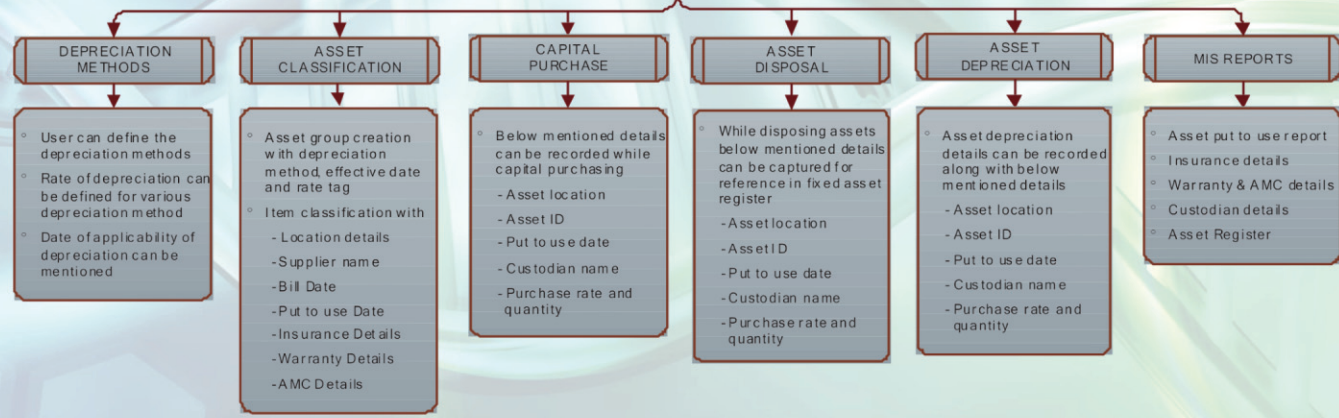 DEPRECIATION
METHODS
° User can define the
depreciation methods
° Rate of depreciation can
be defined for various
depreciation method
° Date of applicability of
depreciation can be
mentioned
ASSET
CLASSIFICATION
° Asset group creation
with depreciation
method, effective date
and rate tag
° Item classification with
- Location details
- Supplier name
- Bill Date
- Put to use Date
- Insurance Details
- Warranty Details
- AMC Details
CAPITAL
PURCHASE
° Below mentioned details
can be recorded while
capital purchasing
- Asset location
- Asset ID
- Put to use date
- Custodian name
- Purchase rate and
quantity
ASSET
DISPOSAL
° While disposing assets
below mentioned details
can be captured for
reference in fixed asset
register
- Asset location
- Asset ID
- Put to use date
- Custodian name
- Purchase rate and
quantity
ASSET
DEPRECIATION
° Asset depreciation
details can be recorded
along with below
mentioned details
- Asset location
- Asset ID
- Put to use date
- Custodian name
- Purchase rate and
quantity
MIS REPORTS
° Asset put to use report
° Insurance details
° Warranty & AMC details
° Custodian details
° Asset Register